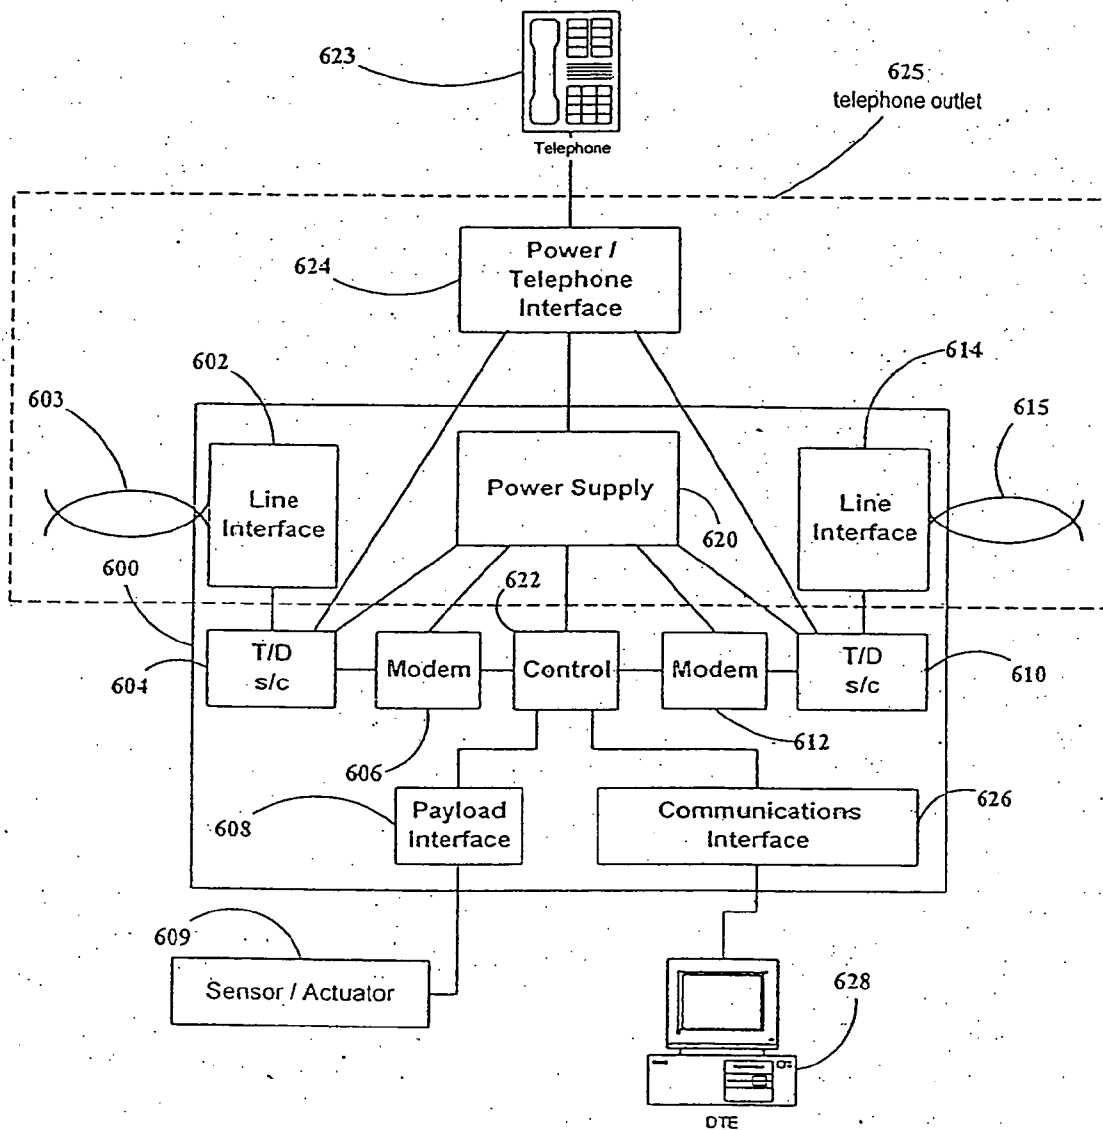 623
625
telephone outlet
Telephone
624
Power /
Telephone
Interface
602
614
603
615
Line
Interface
Power Supply
Line
Interface
620
600
622
604
T/D
s/c
Modem
Control
Modem
T/D
s/c
610
606
612
608
Payload
Interface
Communications
Interface
626
609
Sensor / Actuator
628
DTE